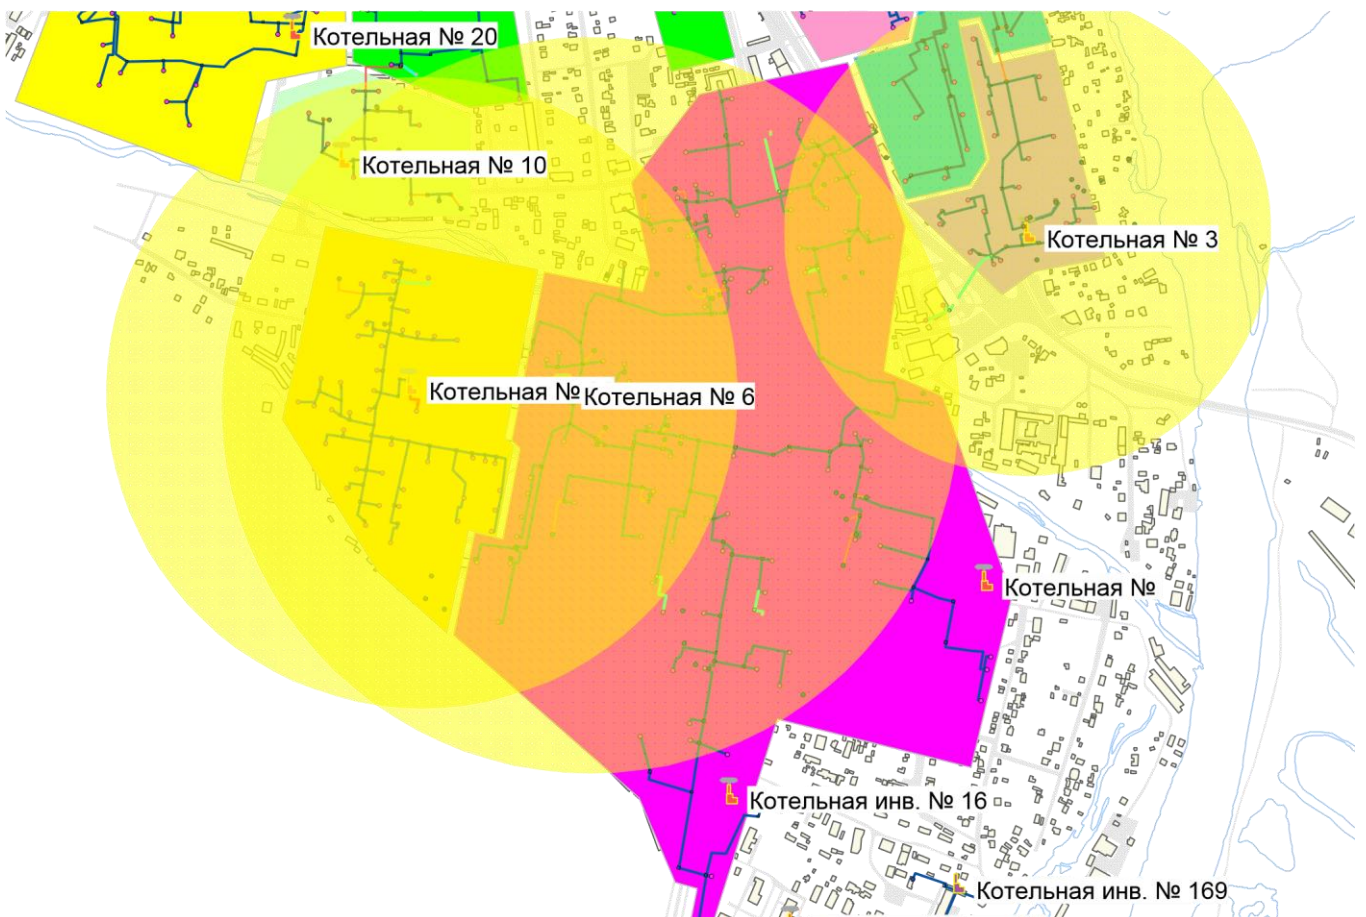 Котельная № 20
Котельная № 10
Котельная № 3
Котельная №
Котельная № 6
Котельная №
Котельная инв. № 16
Котельная инв. № 169